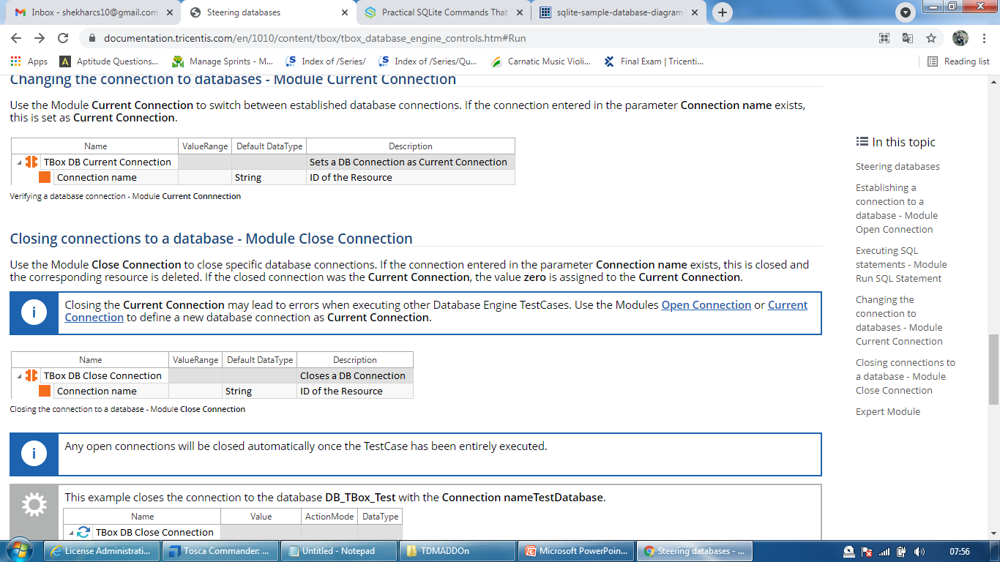 Inbox - shekharcs10@gmail.com
Steering databases
Practical SQLite Commands That
sqlite-sample-database-diagram
documentation.tricentis.com/en/1010/content/tbox/tbox_database_engine_controls.htm#Run
Apps
Aptitude Questions...
Manage Sprints - M...
Index of /Series/
Index of /Series/Qu...
Carnatic Music Violi...
Final Exam | Tricenti...
Reading list
Changing the connection to databases - Module Current Connection
Use the Module Current Connection to switch between established database connections. If the connection entered in the parameter Connection name exists,
this is set as Current Connection.
Name ValueRange Default DataType Description
TBox DB Current Connection Sets a DB Connection as Current Connection
Connection name String ID of the Resource
Verifying a database connection - Module Current Connnection
Closing connections to a database - Module Close Connection
Use the Module Close Connection to close specific database connections. If the connection entered in the parameter Connection name exists, this is closed and
the corresponding resource is deleted. If the closed connection was the Current Connection, the value zero is assigned to the Current Connection.
i
Closing the Current Connection may lead to errors when executing other Database Engine TestCases. Use the Modules Open Connection or Current
Connection to define a new database connection as Current Connection.
Name ValueRange Default DataType Description
TBox DB Close Connection Closes a DB Connection
Connection name String ID of the Resource
Closing the connection to a database - Module Close Connection
i
Any open connections will be closed automatically once the TestCase has been entirely executed.
This example closes the connection to the database DB_TBox_Test with the Connection nameTestDatabase.
Name Value ActionMode DataType
TBox DB Close Connection
In this topic
Steering databases
Establishing a
connection to a
database - Module
Open Connection
Executing SQL
statements - Module
Run SQL Statement
Changing the
connection to
databases - Module
Current Connection
Closing connections to
a database - Module
Close Connection
Expert Module
License Administrati...
Tosca Commander: ...
Untitled - Notepad
TDMADDOn
Microsoft PowerPoin...
Steering databases - ...
07:56